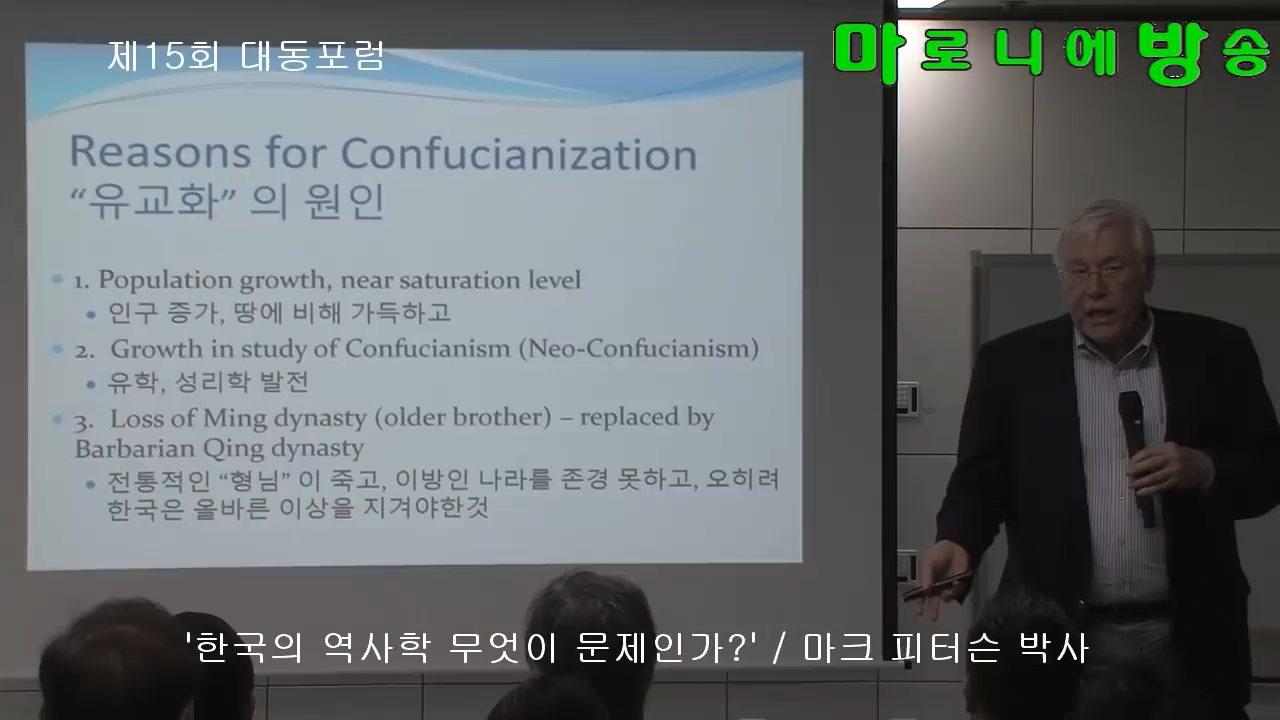 제15회 대동포럼
마로니에방송
Reasons for Confucianization
“유교화” 의 원인
1. Population growth, near saturation level
인구 증가, 땅에 비해 가득하고
2. Growth in study of Confucianism (Neo-Confucianism)
유학, 성리학 발전
3. Loss of Ming dynasty (older brother) – replaced by
Barbarian Qing dynasty
전통적인 “형님” 이 죽고, 이방인 나라를 존경 못하고, 오히려
한국은 올바른 이상을 지겨야한것
'한국의 역사학 무엇이 문제인가?' / 마크 피터슨 박사